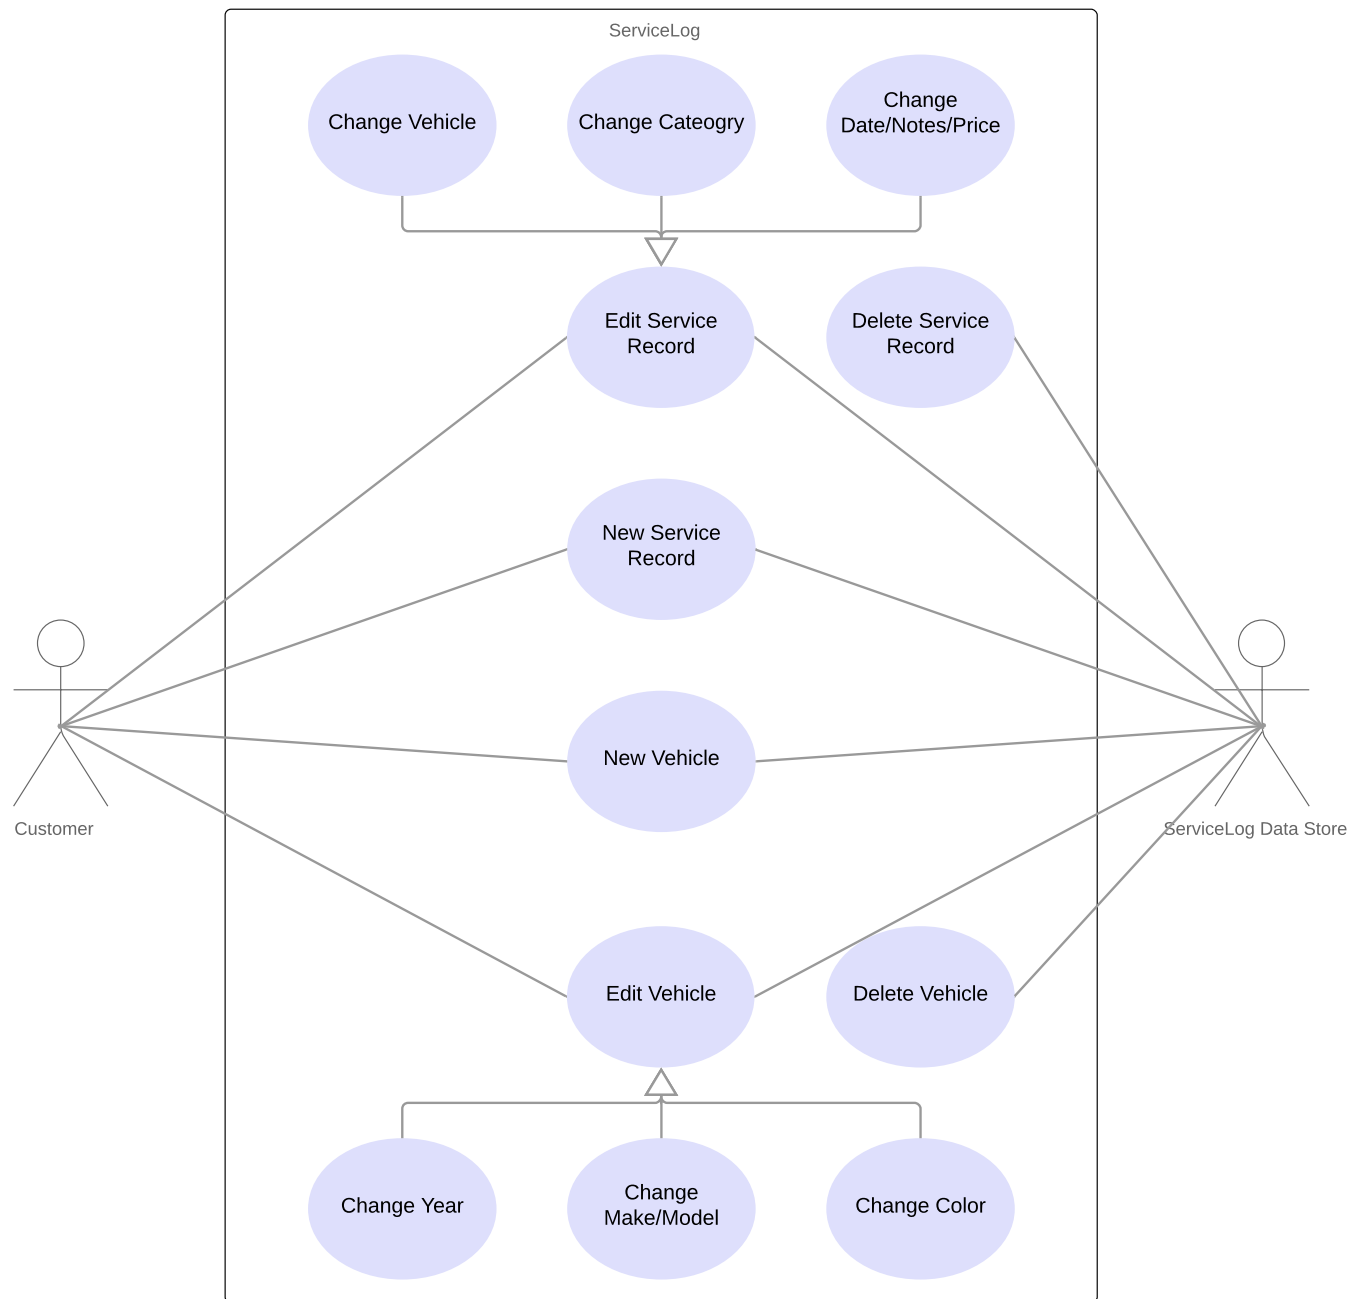 ServiceLog
Change Vehicle
Change Cateogry
Change
Date/Notes/Price
Edit Service
Record
Delete Service
Record
New Service
Record
New Vehicle
Customer
ServiceLog Data Store
Edit Vehicle
Delete Vehicle
Change Year
Change
Make/Model
Change Color